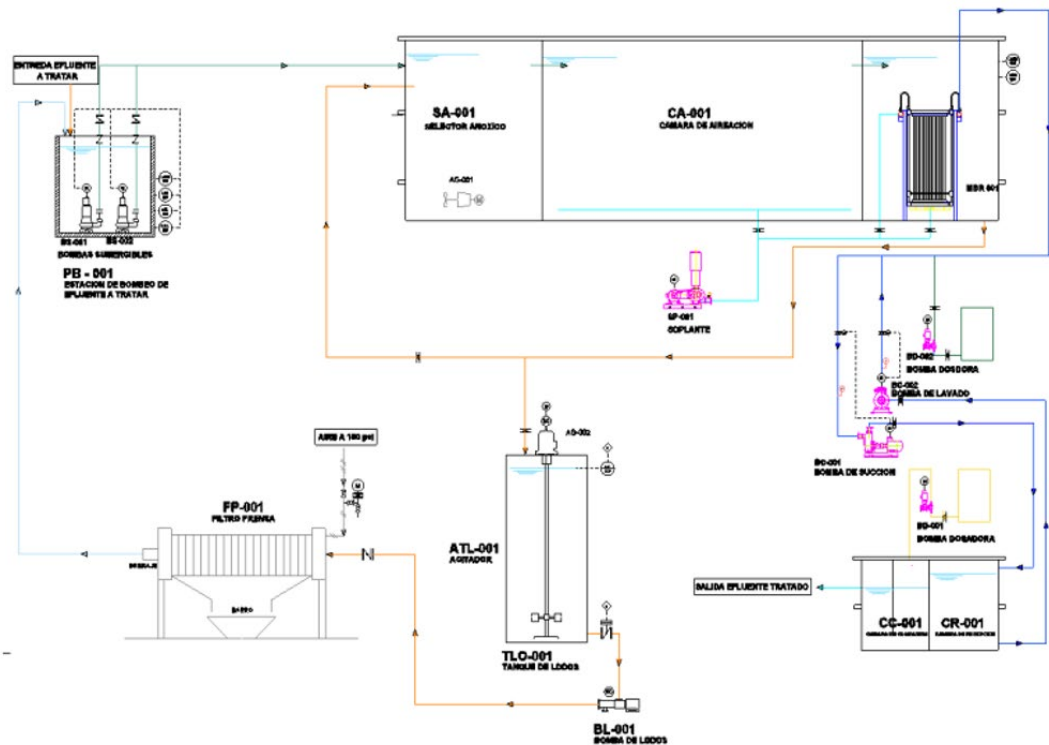 ENTREDA EFLUENTE
A TRATAR
SA-001
SELECTOR ANOXICO
CA-001
CAMARA DE AIREACION
AG-001
MBR 001
BS-001
BS-002
BOMBAS SUMERGIBLES
PB - 001
ESTACION DE BOMBEO DE
EFLUENTE A TRATAR
SP-001
SOPLANTE
BD-002
BOMBA DOSDORA
BC-002
BOMBA DE LAVADO
BC-001
BOMBA DE SUCCION
AIRE A 100 psi
AG-002
FP-001
FILTRO PRENSA
ATL-001
AGITADOR
BD-001
BOMBA DOSADORA
BARRO
SALIDA EFLUENTE TRATADO
CC-001
CR-001
TLO-001
TANQUE DE LODOS
BL-001
BOMBA DE LODOS